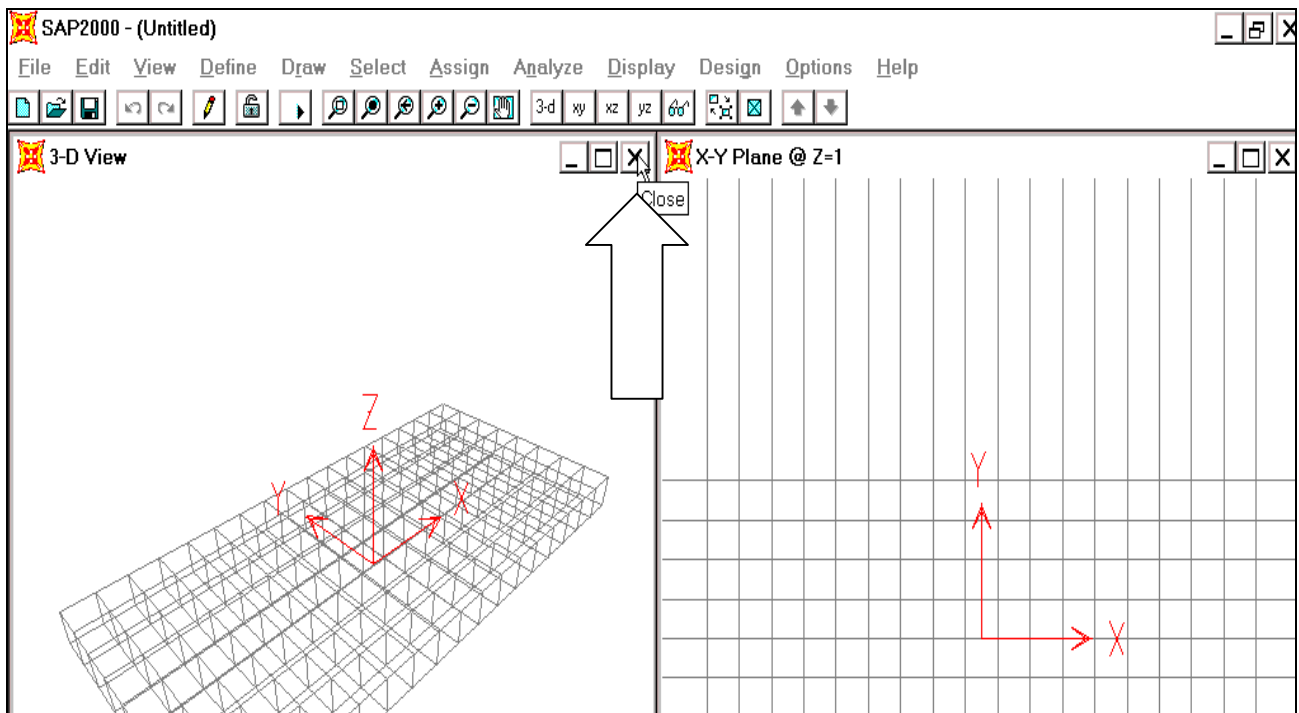 SAP2000 - (Untitled)
File Edit View Define Draw Select Assign Analyze Display Design Options Help
3-d xy xz yz
3-D View
X-Y Plane @ Z=1
Close
Z
Y X
Y
X